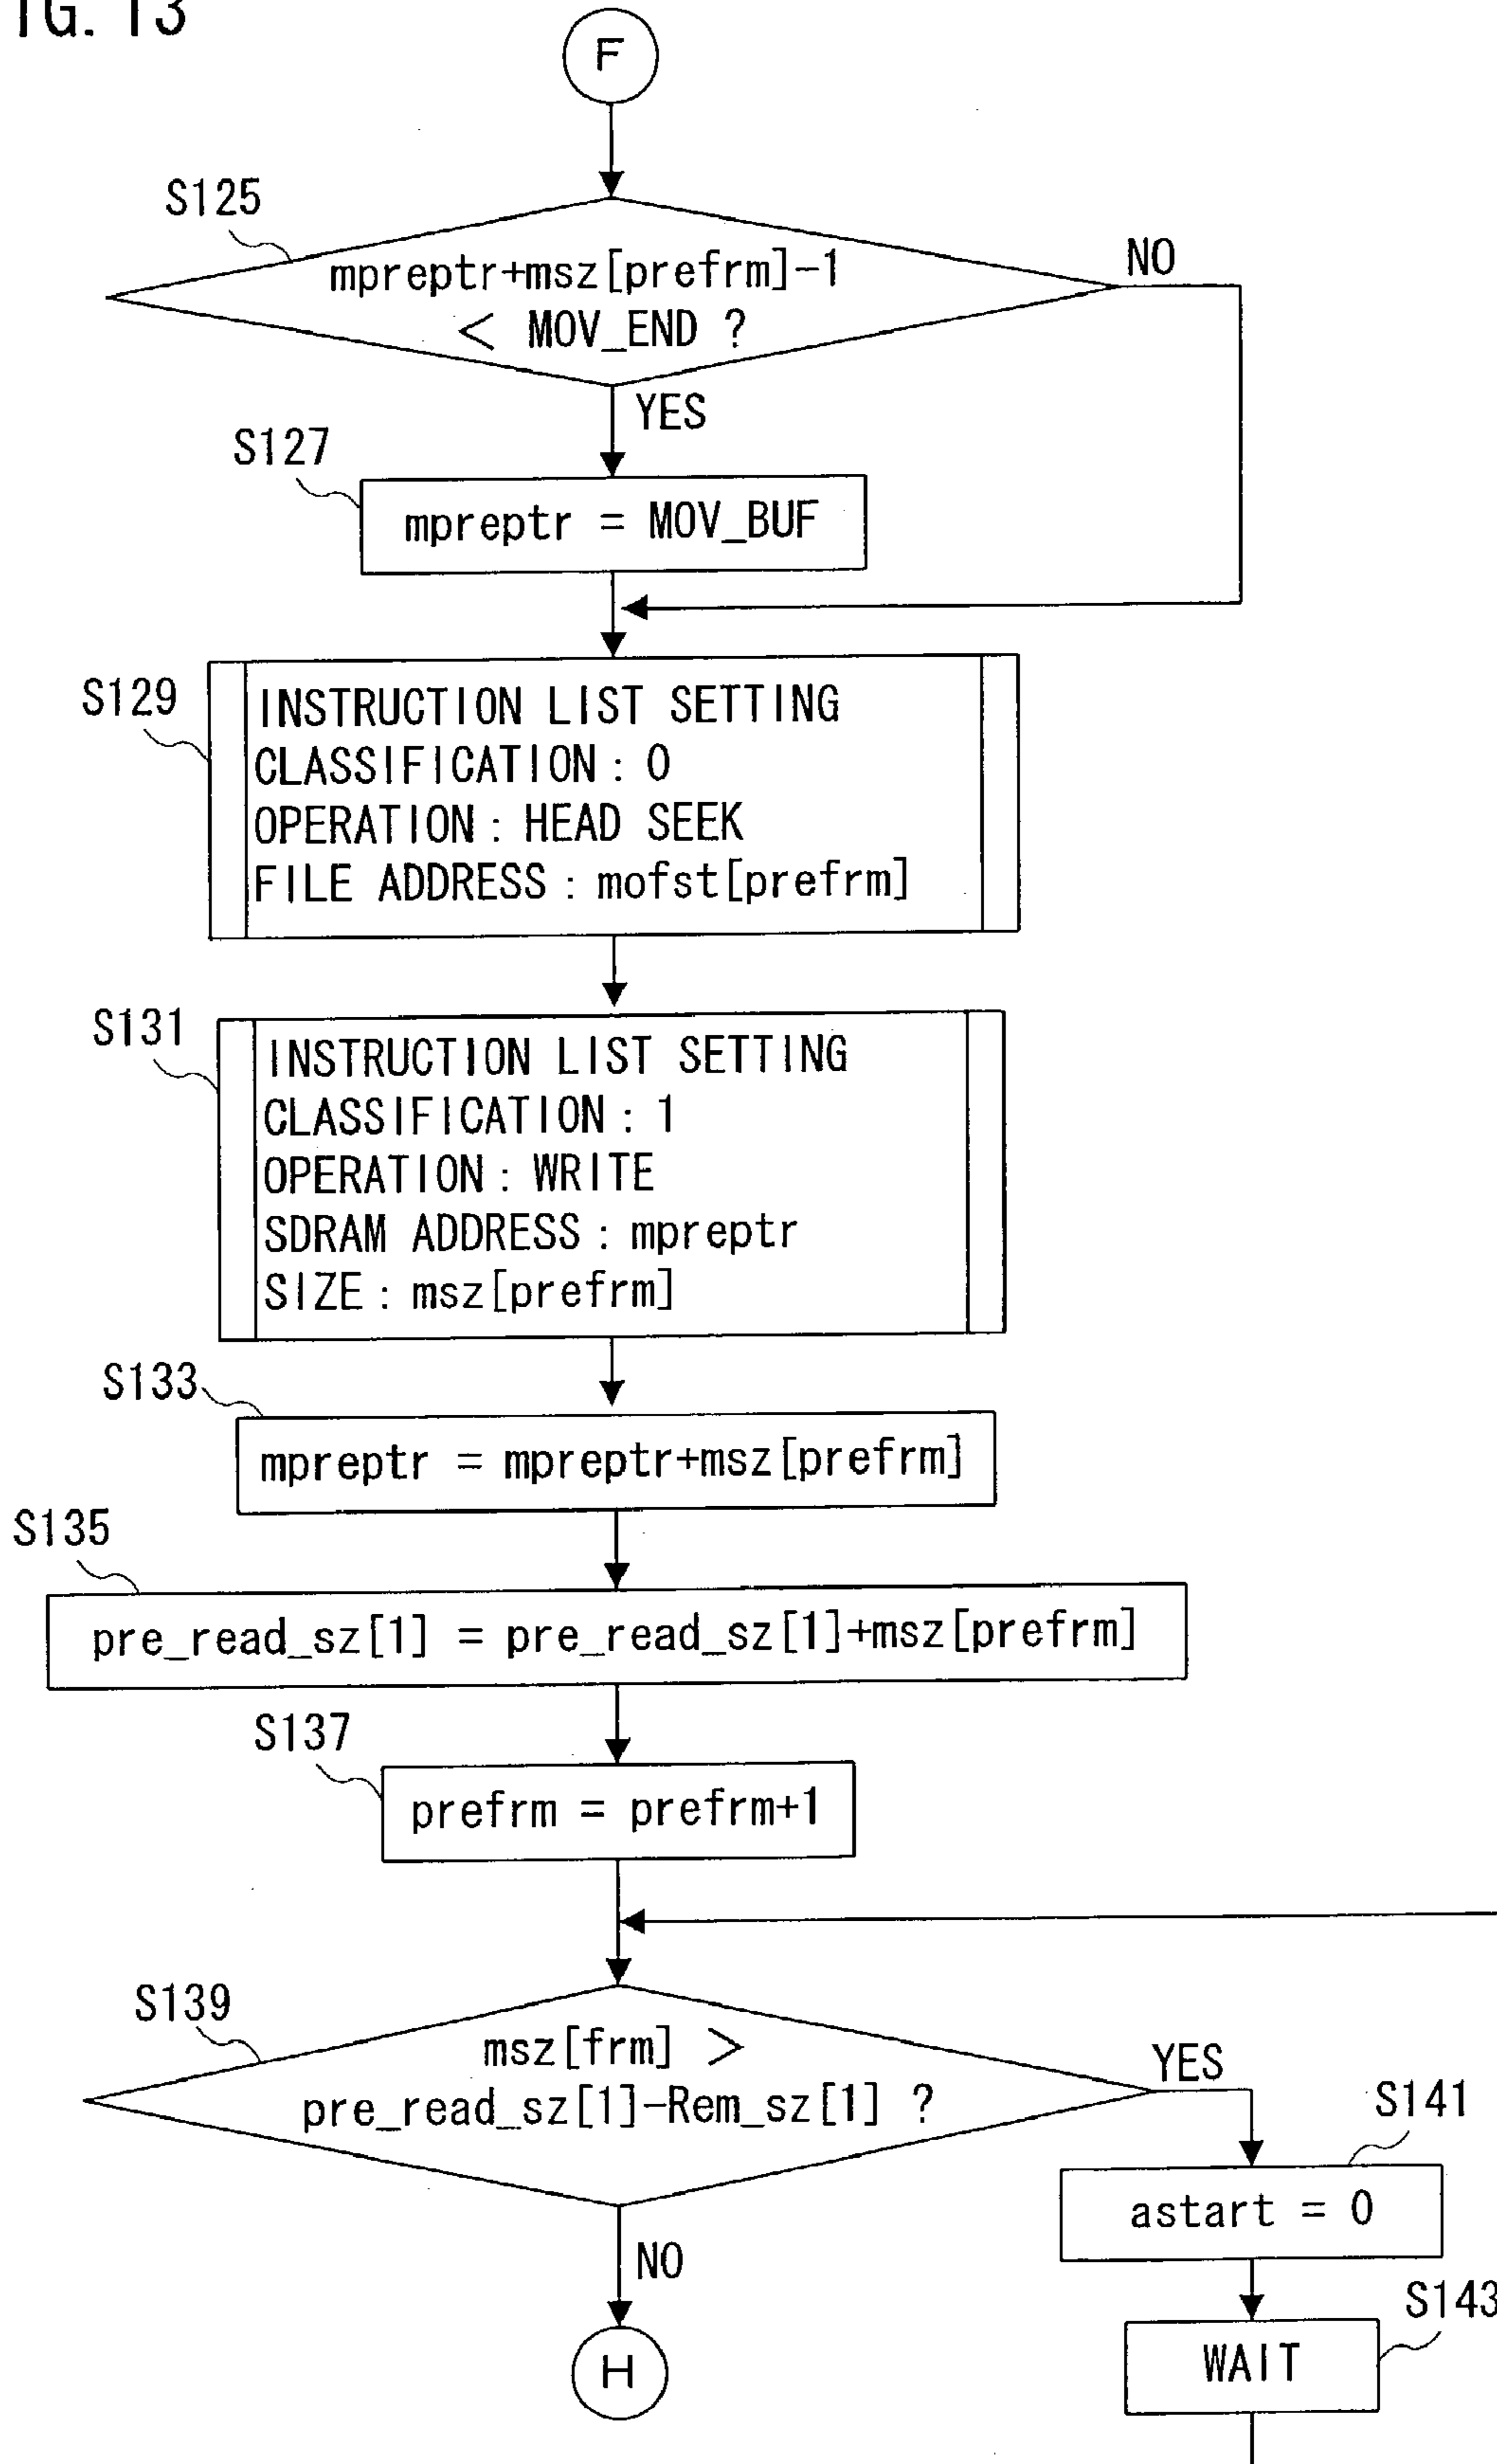 IG. 13
F
S125
mpreptr+msz[prefrm]-1
< MOV_END ?
NO
YES
S127
mpreptr = MOV_BUF
S129
INSTRUCTION LIST SETTING
CLASSIFICATION : 0
OPERATION : HEAD SEEK
FILE ADDRESS : mofst[prefrm]
S131
INSTRUCTION LIST SETTING
CLASSIFICATION : 1
OPERATION : WRITE
SDRAM ADDRESS : mpreptr
SIZE : msz[prefrm]
S133
mpreptr = mpreptr+msz[prefrm]
S135
pre_read_sz[1] = pre_read_sz[1]+msz[prefrm]
S137
prefrm = prefrm+1
S139
msz[frm] >
pre_read_sz[1]-Rem_sz[1] ?
YES
S141
astart = 0
NO
S143
WAIT
H